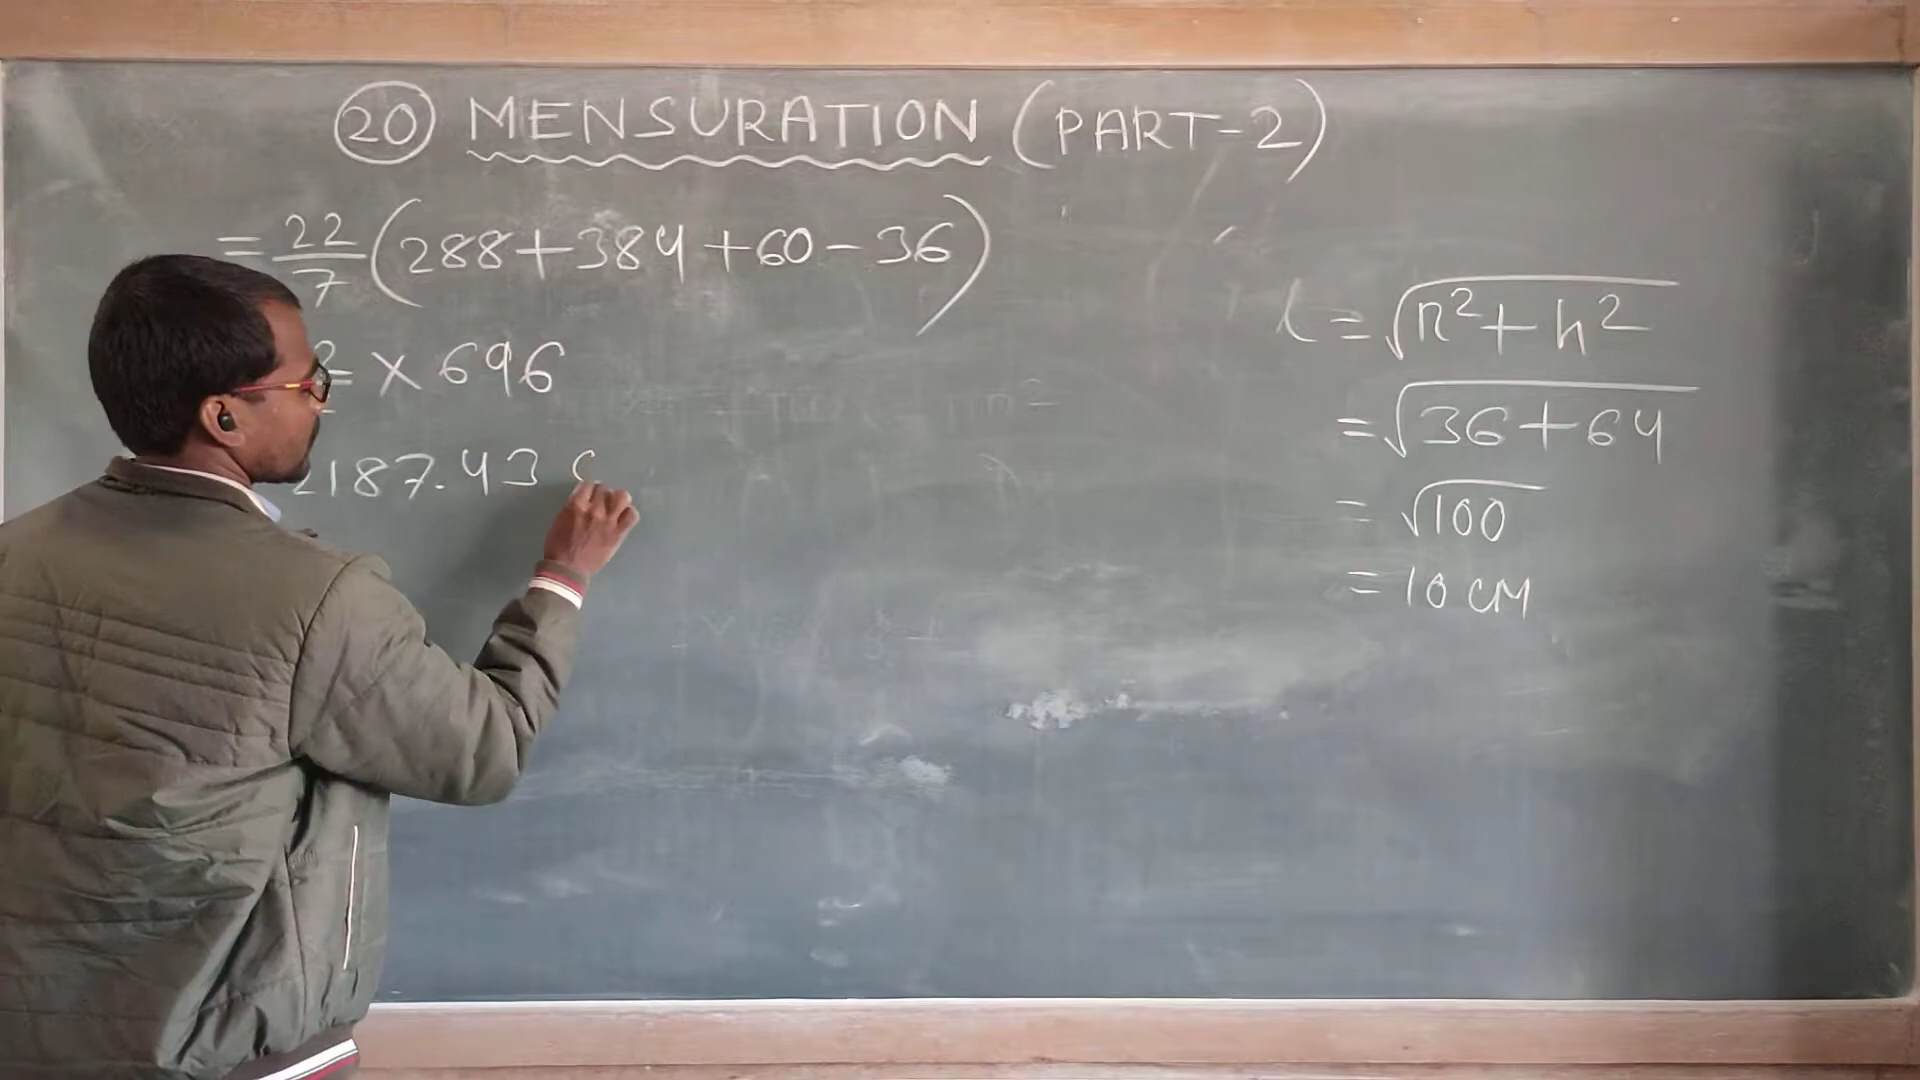 20 MENSURATION (PART-2)
= 22/7 (288+384+60-36)
× 696
2187.43 c
l = √r²+h²
= √36+64
= √100
= 10 cm